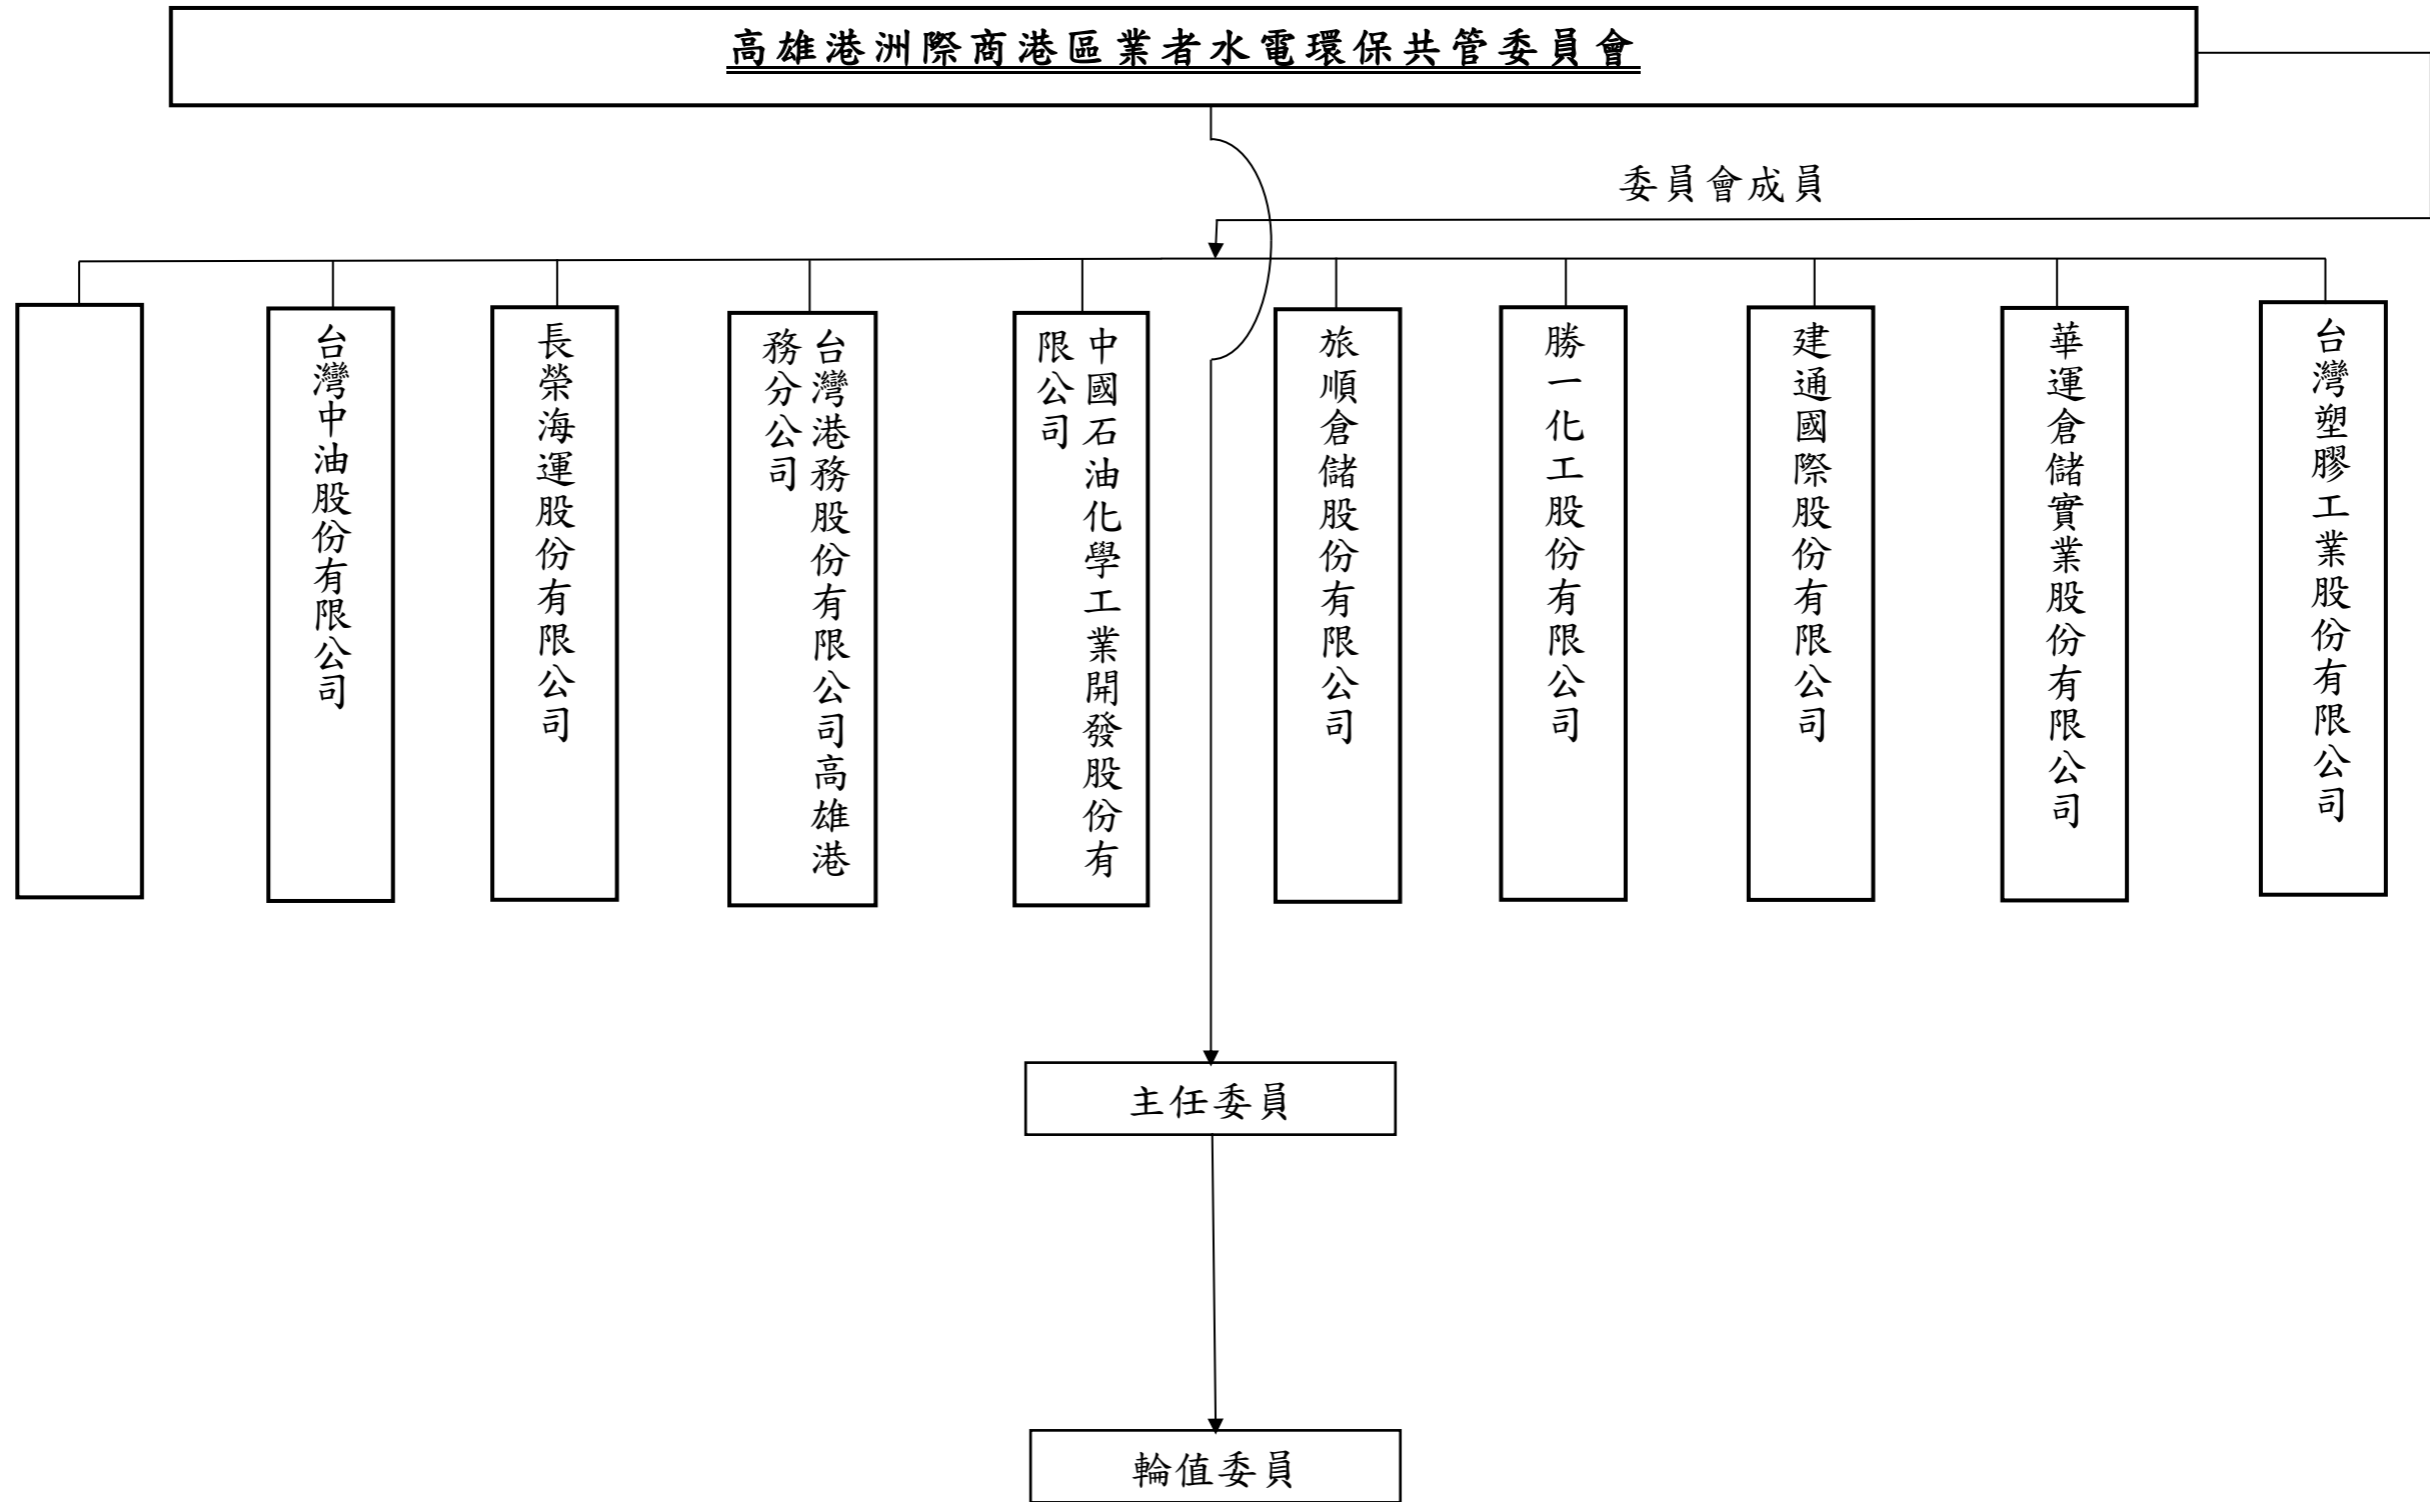 高雄港洲際商港區業者水電環保共管委員會
委員會成員
台灣中油股份有限公司
長榮海運股份有限公司
台灣港務股份有限公司高雄港
務分公司
中國石油化學工業開發股份有
限公司
旅順倉儲股份有限公司
勝一化工股份有限公司
建通國際股份有限公司
華運倉儲實業股份有限公司
台灣塑膠工業股份有限公司
主任委員
輪值委員